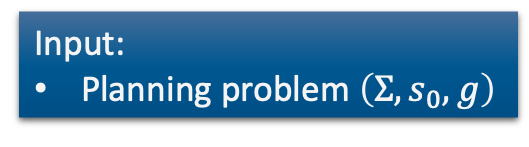 Input:
• Planning problem (Σ, s₀, g)